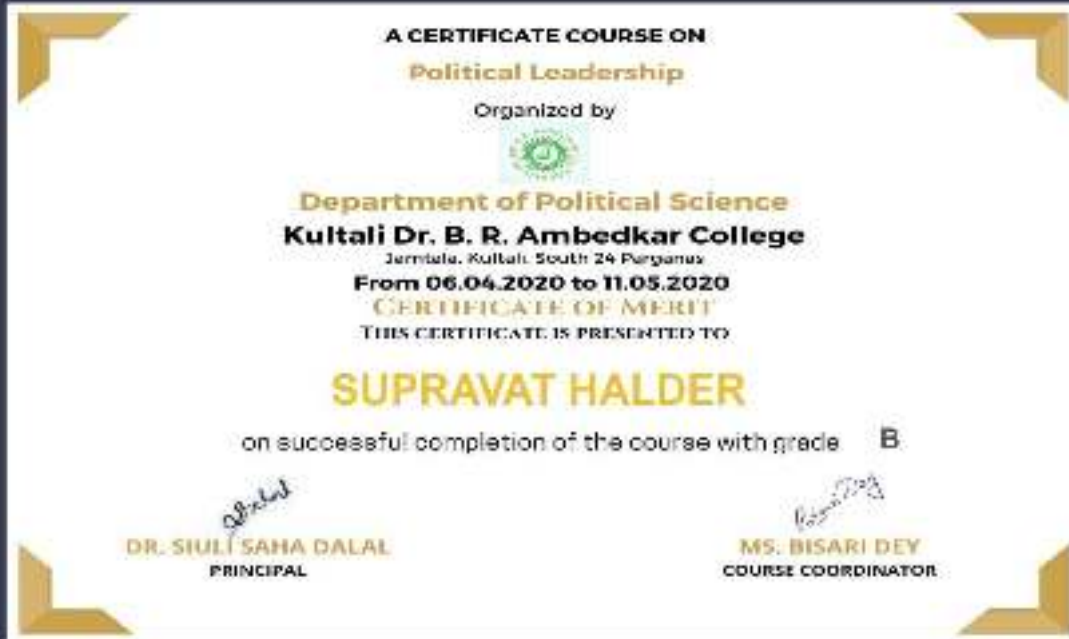 A CERTIFICATE COURSE ON
Political Leadership
Organized by
Department of Political Science
Kultali Dr. B. R. Ambedkar College
Jamtala, Kultali, South 24 Parganas
From 06.04.2020 to 11.05.2020
CERTIFICATE OF MERIT
THIS CERTIFICATE IS PRESENTED TO
SUPRAVAT HALDER
on successful completion of the course with grade B
DR. SIULI SAHA DALAL
PRINCIPAL
MS. BISARI DEY
COURSE COORDINATOR